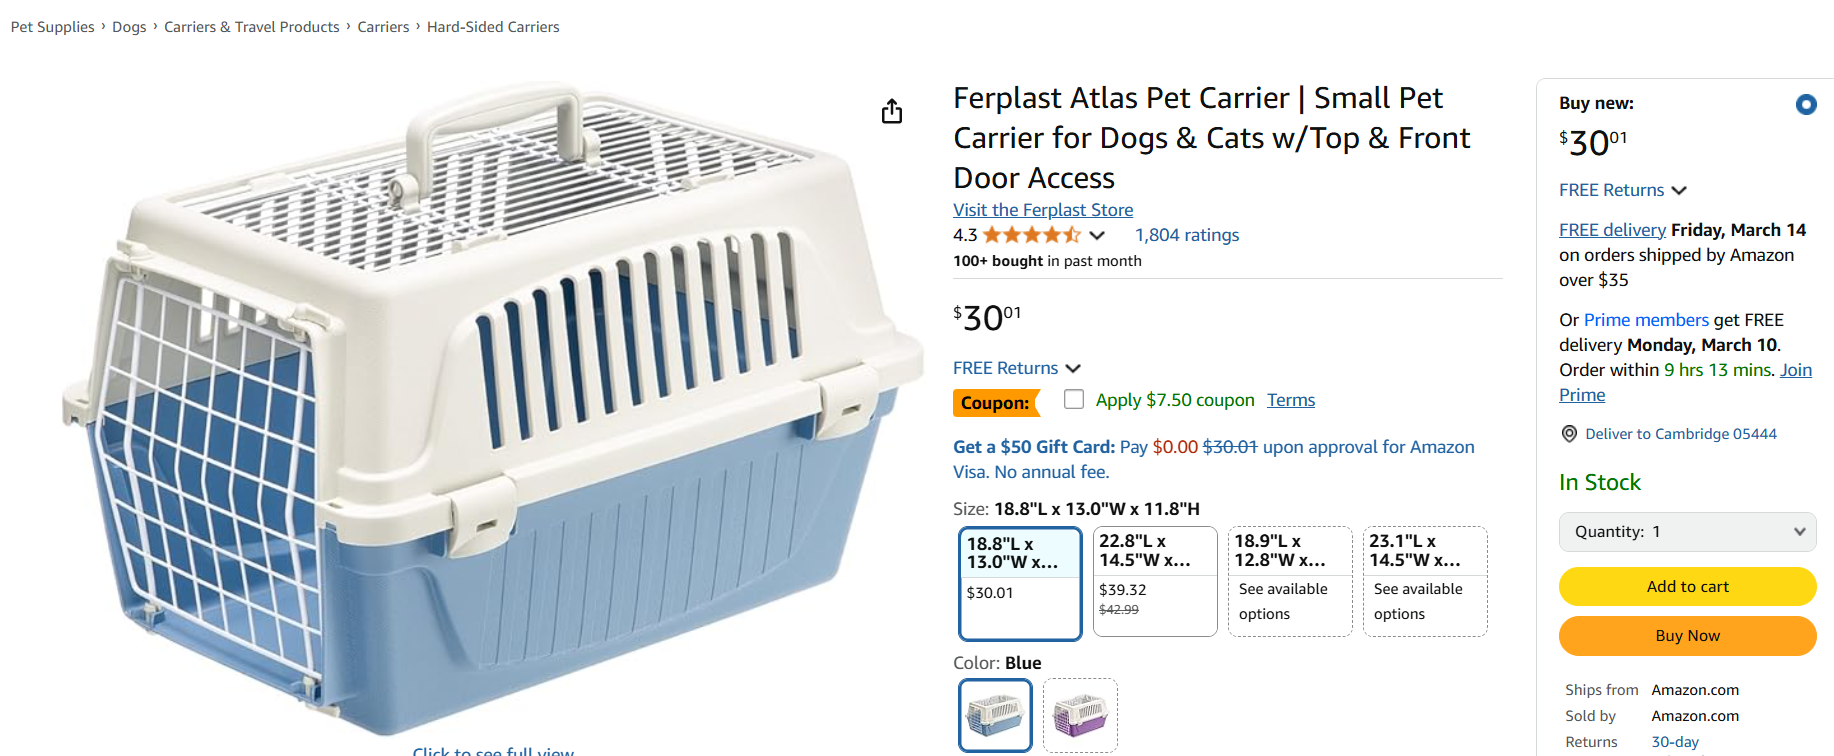 Pet Supplies › Dogs › Carriers & Travel Products › Carriers › Hard-Sided Carriers
Ferplast Atlas Pet Carrier | Small Pet
Carrier for Dogs & Cats w/Top & Front
Door Access
Visit the Ferplast Store
4.3 1,804 ratings
100+ bought in past month
$3001
FREE Returns
Coupon: Apply $7.50 coupon Terms
Get a $50 Gift Card: Pay $0.00 $30.01 upon approval for Amazon
Visa. No annual fee.
Size: 18.8"L x 13.0"W x 11.8"H
18.8"L x
13.0"W x...
$30.01
22.8"L x
14.5"W x...
$39.32
$42.99
18.9"L x
12.8"W x...
See available
options
23.1"L x
14.5"W x...
See available
options
Color: Blue
Click to see full view
Buy new:
$3001
FREE Returns
FREE delivery Friday, March 14
on orders shipped by Amazon
over $35
Or Prime members get FREE
delivery Monday, March 10.
Order within 9 hrs 13 mins. Join
Prime
Deliver to Cambridge 05444
In Stock
Quantity: 1
Add to cart
Buy Now
Ships from Amazon.com
Sold by Amazon.com
Returns 30-day